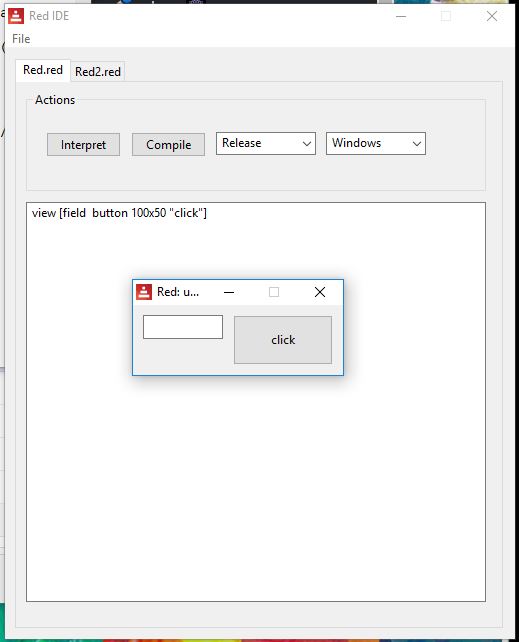 Red IDE
File
Red.red Red2.red
Actions
Interpret Compile Release Windows
view [field  button 100x50 "click"]
Red: u...
click